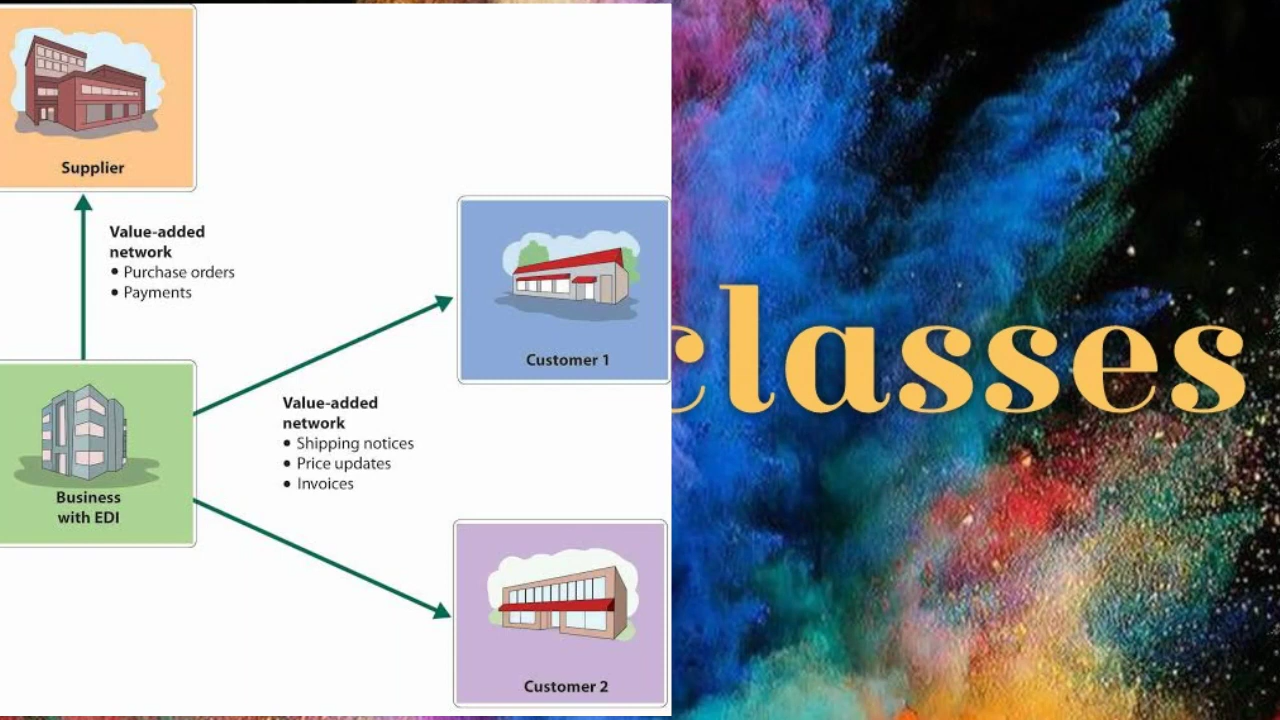 Supplier
Value-added
network
• Purchase orders
• Payments
Customer 1
Value-added
network
• Shipping notices
• Price updates
• Invoices
Business
with EDI
Customer 2
classes